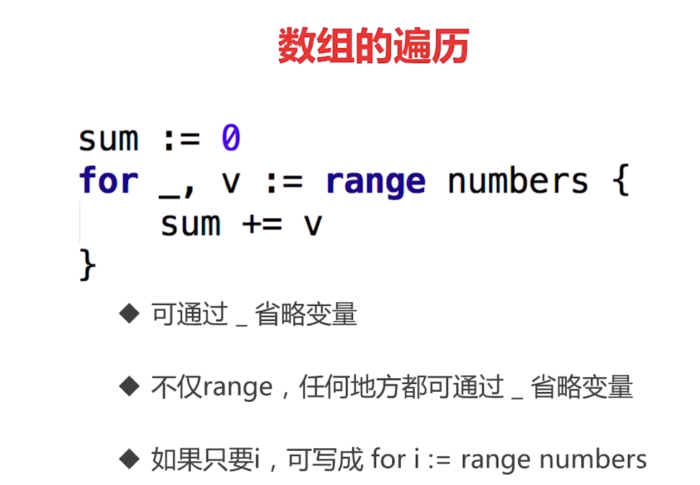 数组的遍历
sum := 0
for _, v := range numbers {
    sum += v
}
◆ 可通过 _ 省略变量
◆ 不仅range，任何地方都可通过 _ 省略变量
◆ 如果只要i，可写成 for i := range numbers